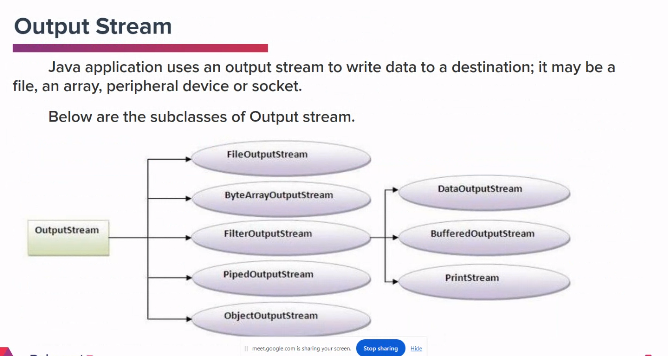 Output Stream
Java application uses an output stream to write data to a destination; it may be a
file, an array, peripheral device or socket.
Below are the subclasses of Output stream.
FileOutputStream
ByteArrayOutputStream
DataOutputStream
OutputStream
FilterOutputStream
BufferedOutputStream
PipedOutputStream
PrintStream
ObjectOutputStream
meet.google.com is sharing your screen.
Stop sharing
Hide